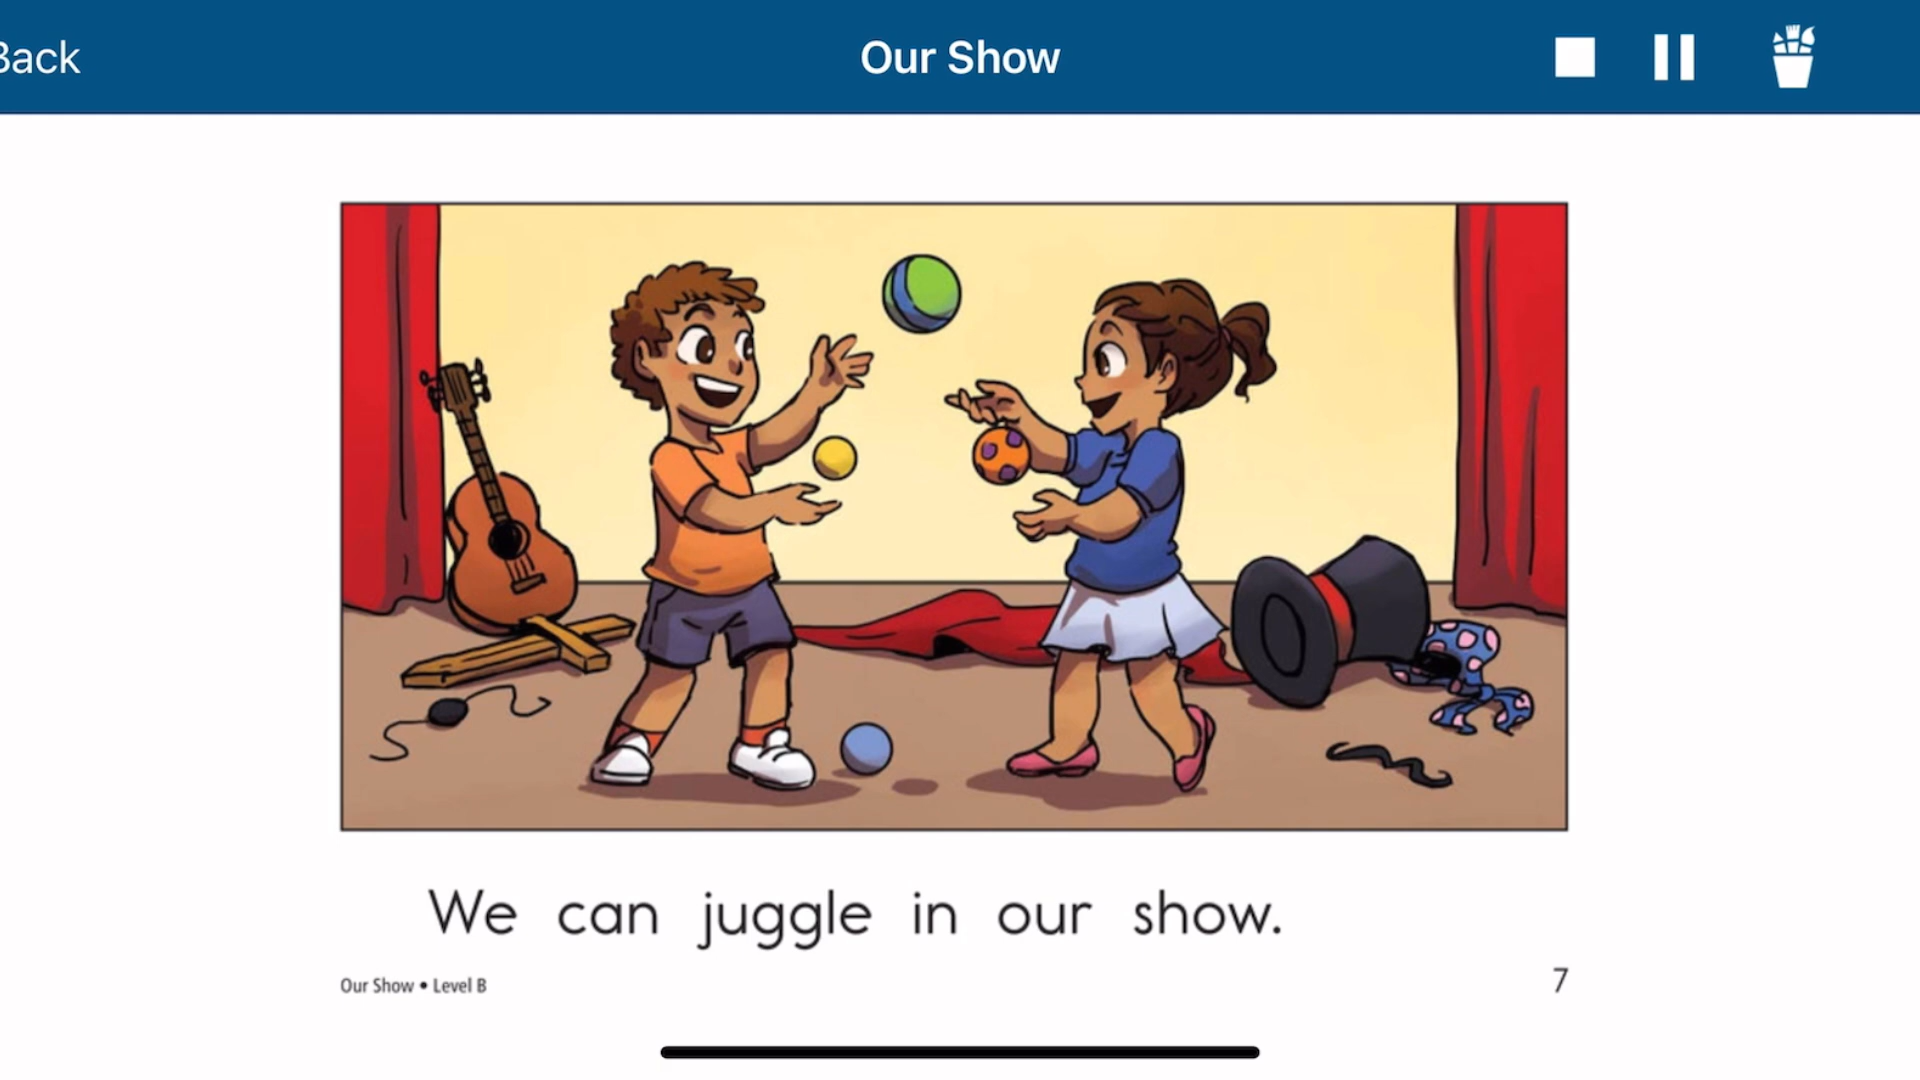 Back
Our Show
We can juggle in our show.
Our Show • Level B
7